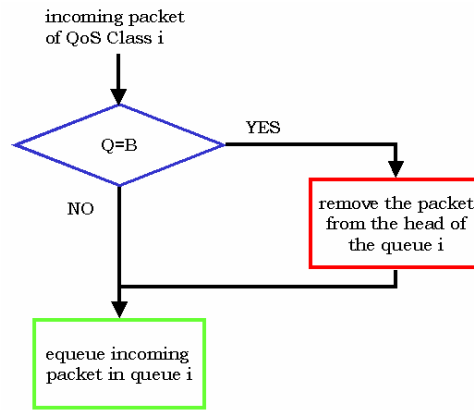 incoming packet
of QoS Class i
Q=B
YES
NO
remove the packet
from the head of
the queue i
equeue incoming
packet in queue i